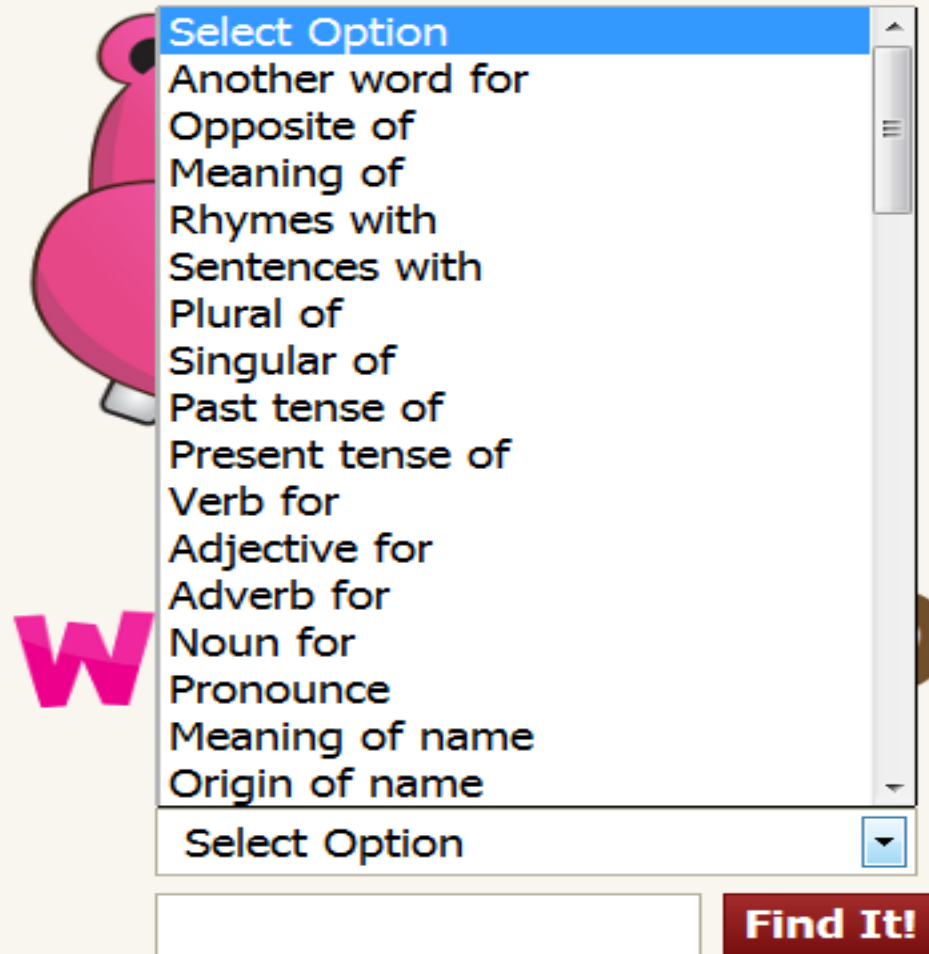 Select Option
Another word for
Opposite of
Meaning of
Rhymes with
Sentences with
Plural of
Singular of
Past tense of
Present tense of
Verb for
Adjective for
Adverb for
Noun for
Pronounce
Meaning of name
Origin of name
W
Select Option
Find It!